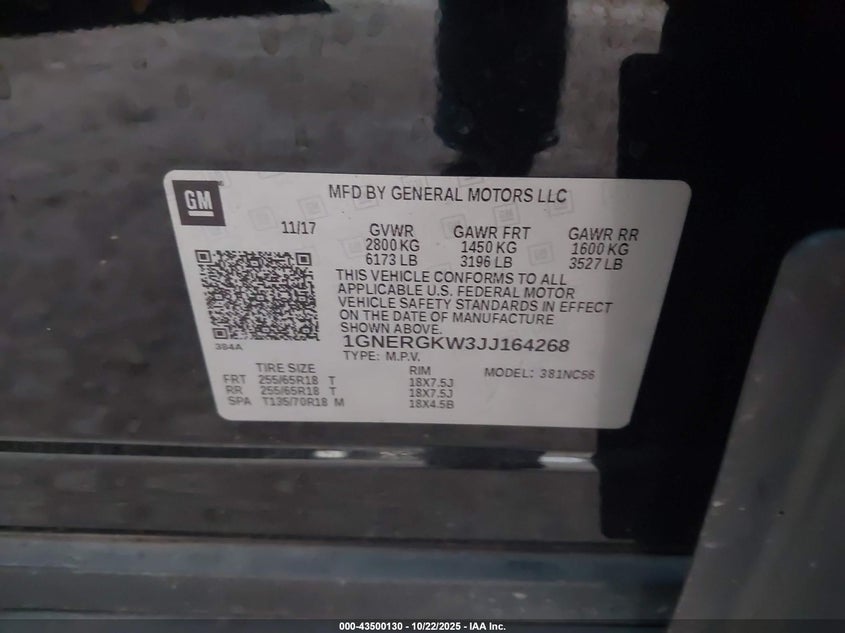 GM
MFD BY GENERAL MOTORS LLC
11/17 GVWR GAWR FRT GAWR RR
2800 KG 1450 KG 1600 KG
6173 LB 3196 LB 3527 LB
THIS VEHICLE CONFORMS TO ALL
APPLICABLE U.S. FEDERAL MOTOR
VEHICLE SAFETY STANDARDS IN EFFECT
ON THE DATE OF MANUFACTURE
SHOWN ABOVE.
384A
1GNERGKW3JJ164268
TYPE: M.P.V.
TIRE SIZE RIM MODEL: 381NC56
FRT 255/65R18 T 18X7.5J
RR 255/65R18 T 18X7.5J
SPA T135/70R18 M 18X4.5B
000-43500130 - 10/22/2025 - IAA Inc.